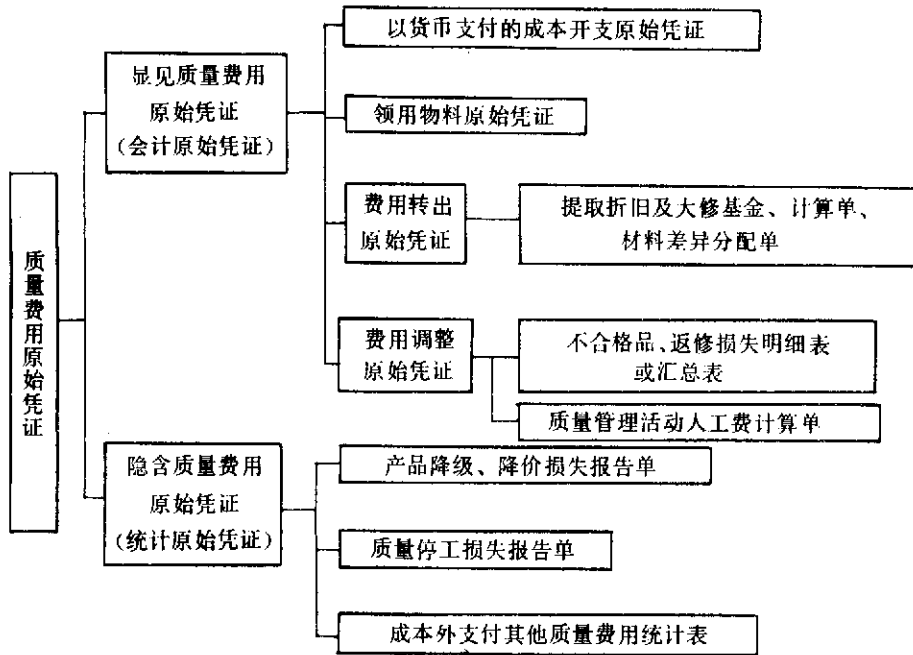 质量费用原始凭证
显见质量费用
原始凭证
(会计原始凭证)
以货币支付的成本开支原始凭证
领用物料原始凭证
费用转出
原始凭证
提取折旧及大修基金、计算单、
材料差异分配单
费用调整
原始凭证
不合格品、返修损失明细表
或汇总表
质量管理活动人工费计算单
隐含质量费用
原始凭证
(统计原始凭证)
产品降级、降价损失报告单
质量停工损失报告单
成本外支付其他质量费用统计表